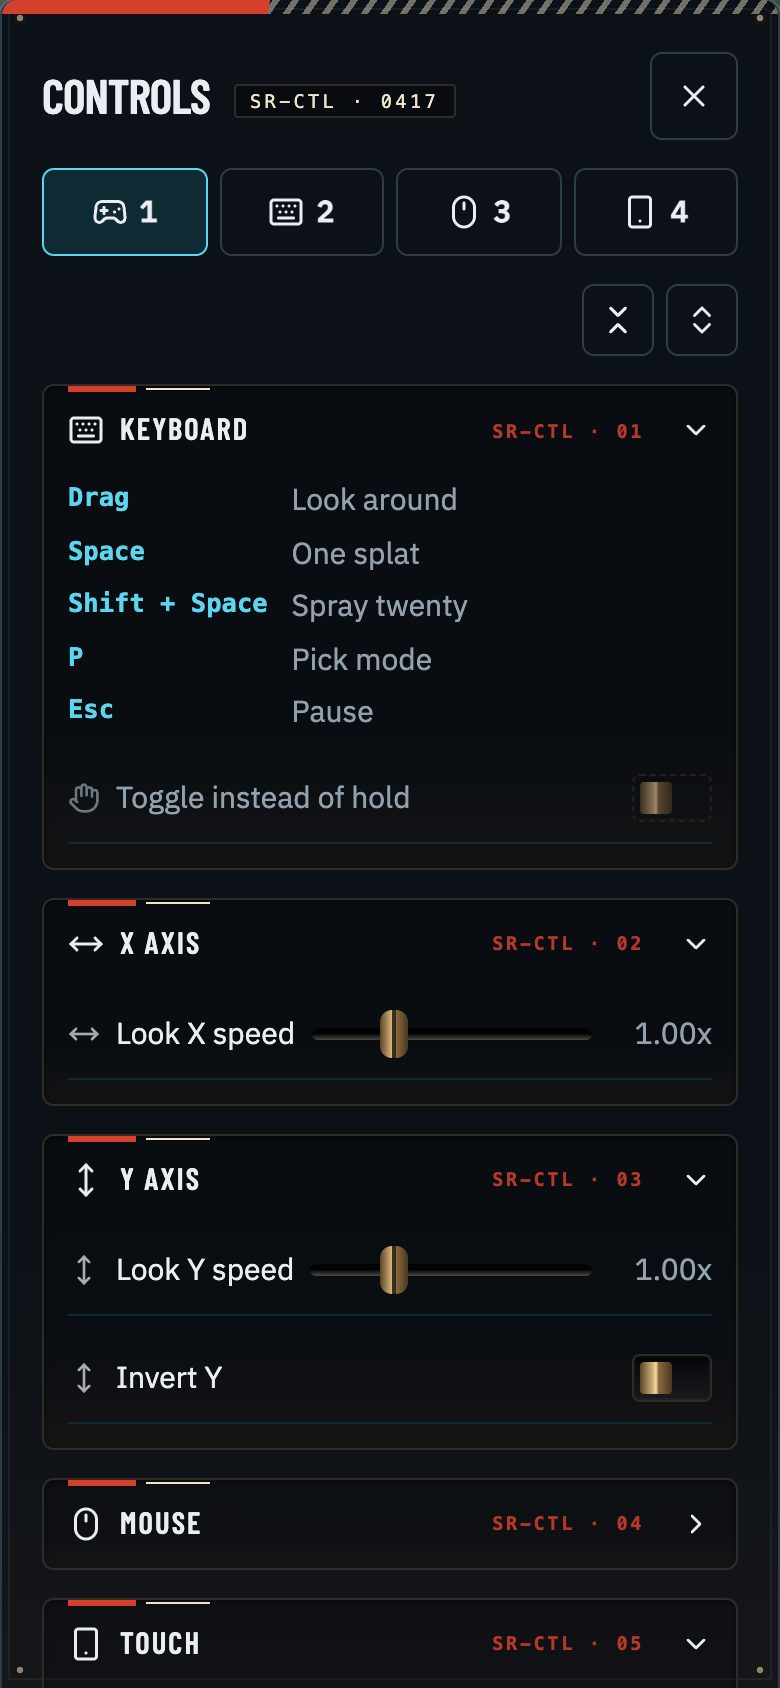 CONTROLS SR-CTL · 0417
1 2 3 4
KEYBOARD SR-CTL · 01
Drag Look around
Space One splat
Shift + Space Spray twenty
P Pick mode
Esc Pause
Toggle instead of hold
X AXIS SR-CTL · 02
Look X speed 1.00x
Y AXIS SR-CTL · 03
Look Y speed 1.00x
Invert Y
MOUSE SR-CTL · 04
TOUCH SR-CTL · 05